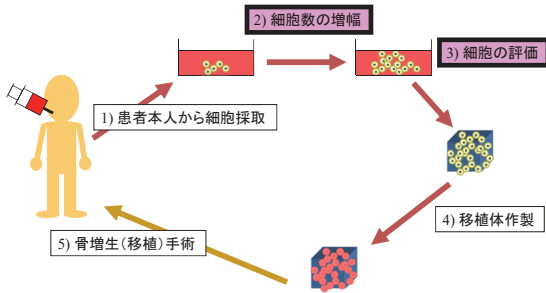 2) 細胞数の増幅
3) 細胞の評価
1) 患者本人から細胞採取
4) 移植体作製
5) 骨増生(移植)手術